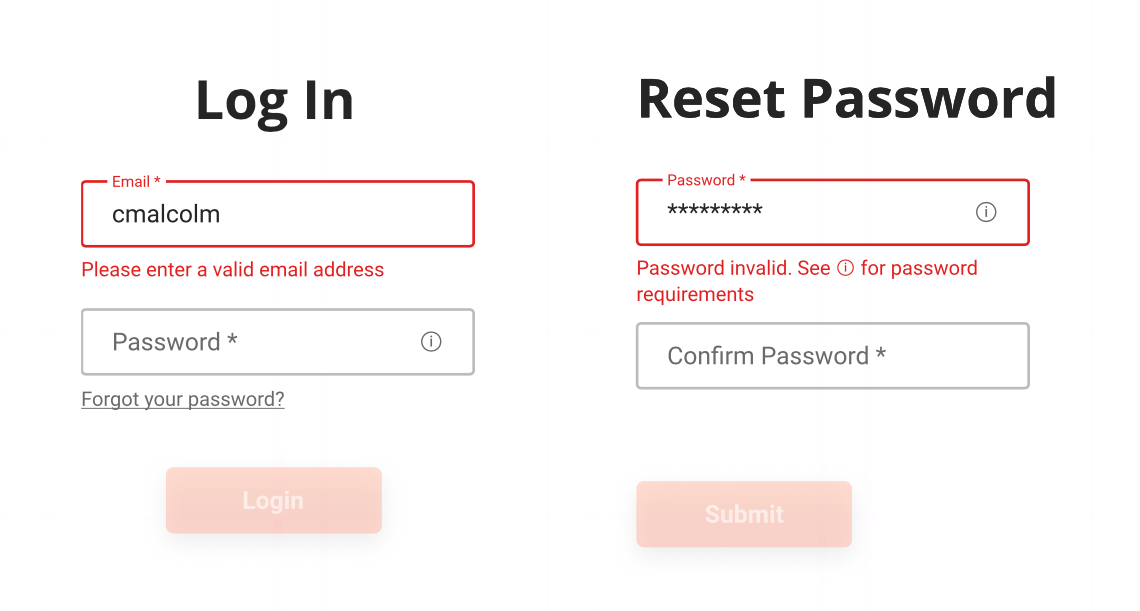 Log In
Email *
cmalcolm
Please enter a valid email address
Password *
Forgot your password?
Login
Reset Password
Password *
*********
Password invalid. See ⓘ for password
requirements
Confirm Password *
Submit